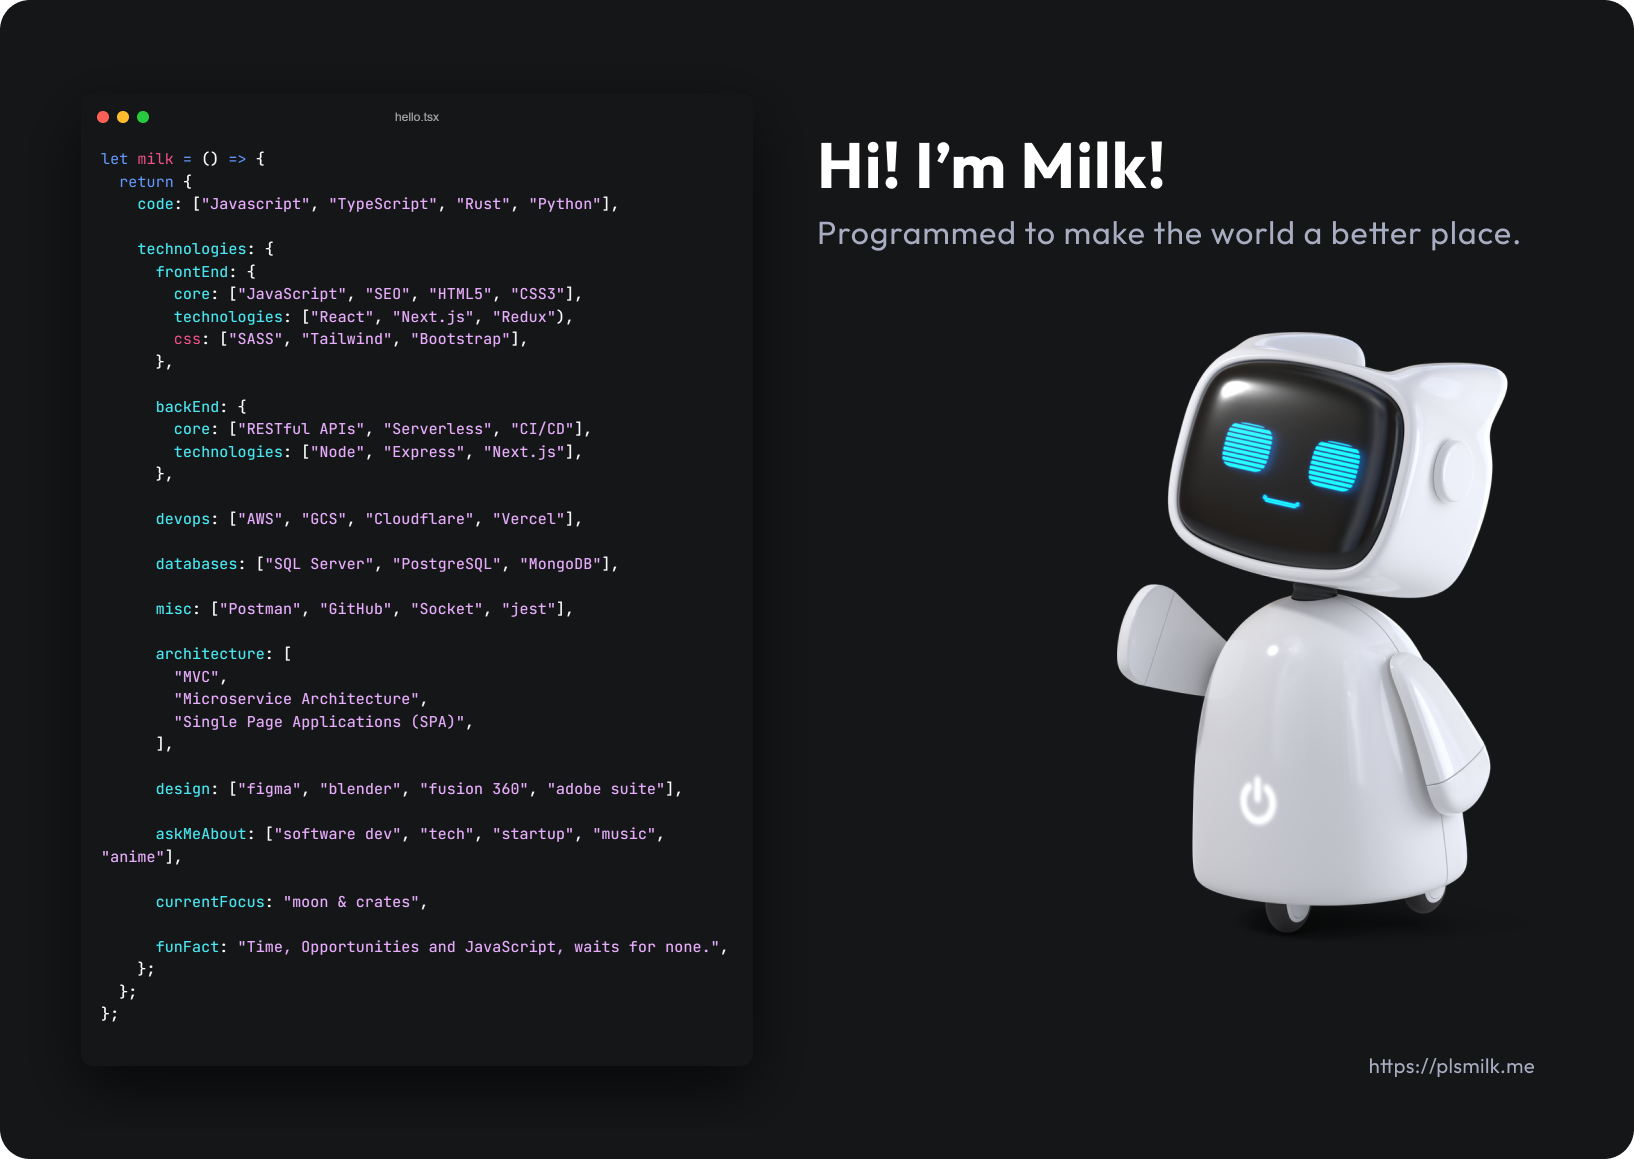 hello.tsx
let milk = () => {
return {
code: ["Javascript", "TypeScript", "Rust", "Python"],
technologies: {
frontEnd: {
core: ["JavaScript", "SEO", "HTML5", "CSS3"],
technologies: ["React", "Next.js", "Redux"),
css: ["SASS", "Tailwind", "Bootstrap"],
},
backEnd: {
core: ["RESTful APIs", "Serverless", "CI/CD"],
technologies: ["Node", "Express", "Next.js"],
},
devops: ["AWS", "GCS", "Cloudflare", "Vercel"],
databases: ["SQL Server", "PostgreSQL", "MongoDB"],
misc: ["Postman", "GitHub", "Socket", "jest"],
architecture: [
"MVC",
"Microservice Architecture",
"Single Page Applications (SPA)",
],
design: ["figma", "blender", "fusion 360", "adobe suite"],
askMeAbout: ["software dev", "tech", "startup", "music",
"anime"],
currentFocus: "moon & crates",
funFact: "Time, Opportunities and JavaScript, waits for none.",
};
};
};
Hi! I’m Milk!
Programmed to make the world a better place.
https://plsmilk.me